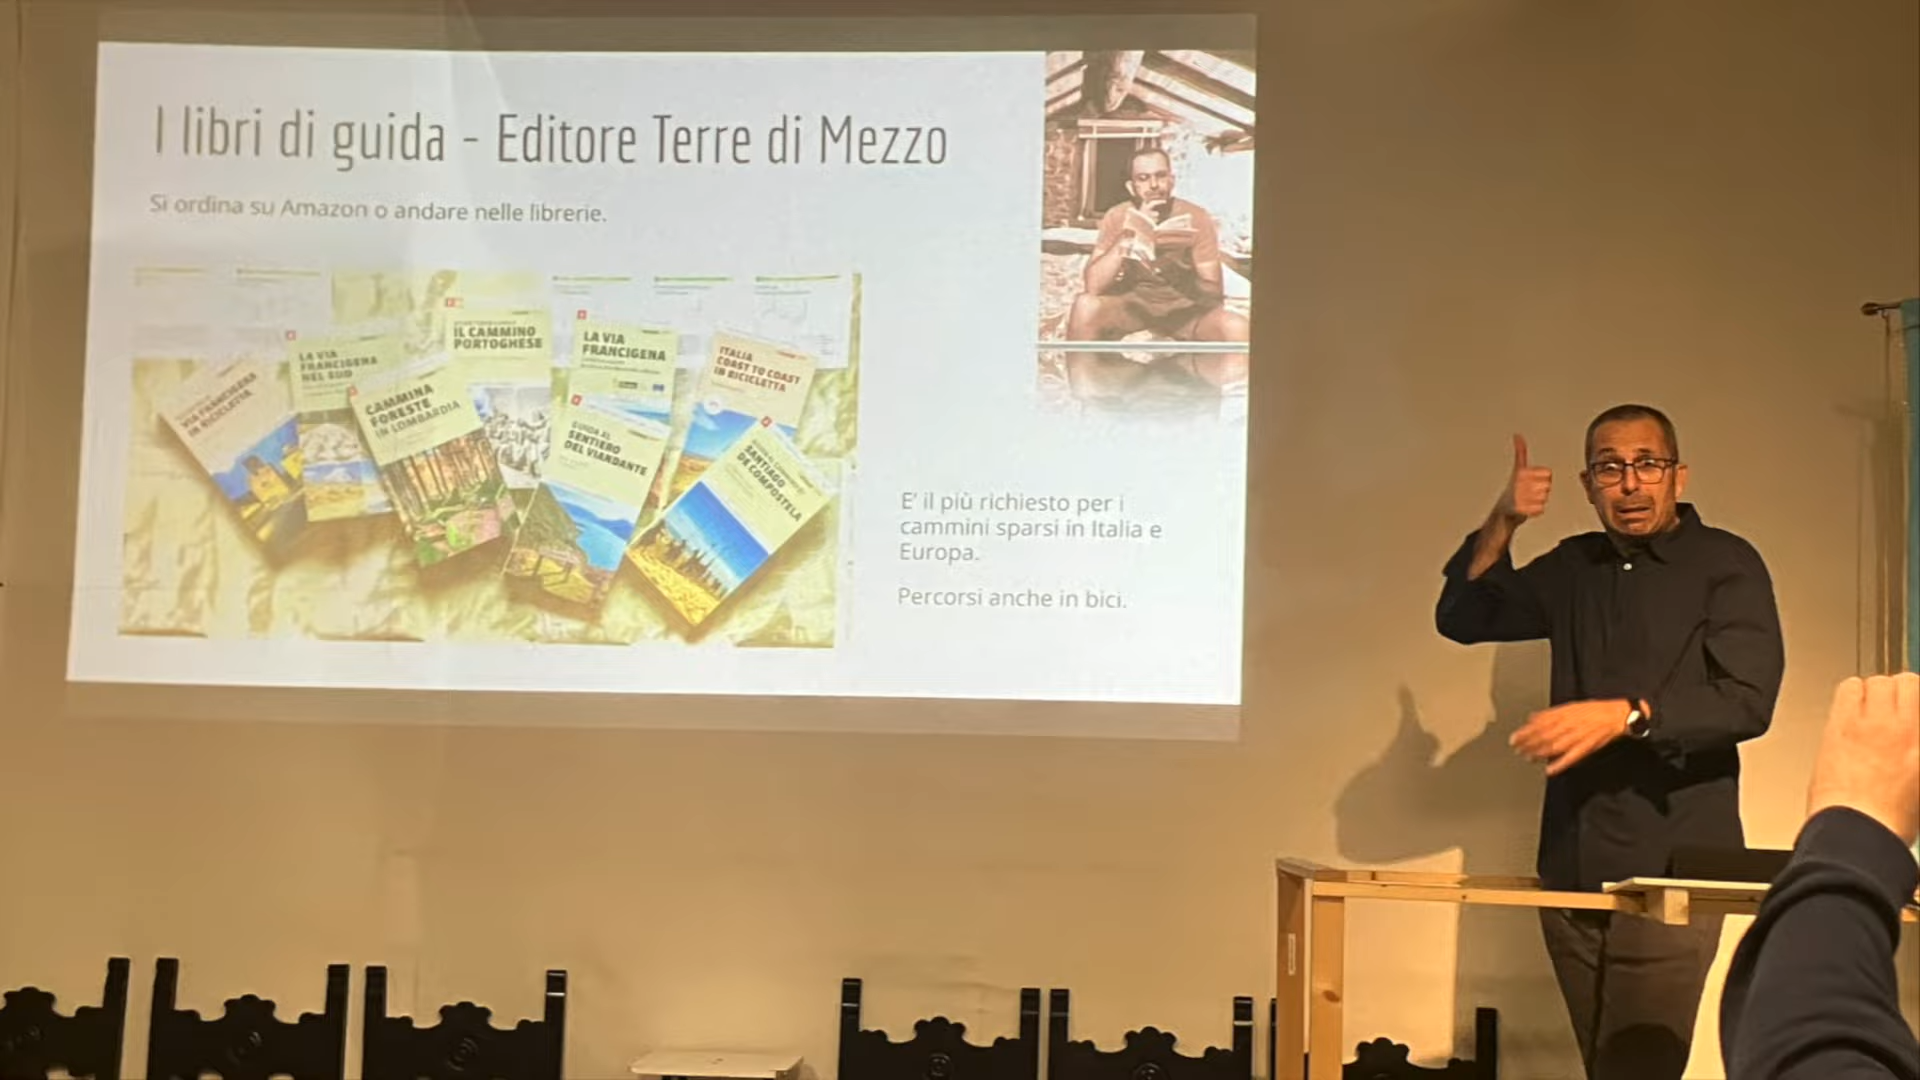 I libri di guida - Editore Terre di Mezzo
Si ordina su Amazon o andare nelle librerie.
VIA FRANCIGENA
IN BICICLETTA
LA VIA
FRANCIGENA
NEL SUD
CAMMINA
FORESTE
IN LOMBARDIA
IL CAMMINO
PORTOGHESE
LA VIA
FRANCIGENA
GUIDA AL
SENTIERO
DEL VIANDANTE
ITALIA
COAST TO COAST
IN BICICLETTA
SANTIAGO
DE COMPOSTELA
E' il più richiesto per i
cammini sparsi in Italia e
Europa.
Percorsi anche in bici.